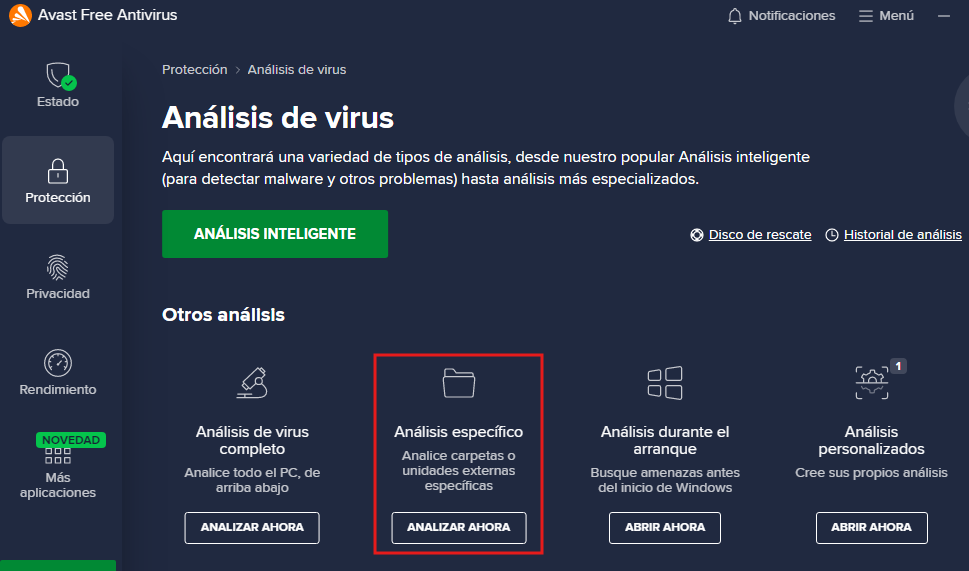 Avast Free Antivirus
Notificaciones
Menú
Estado
Protección
Privacidad
Rendimiento
NOVEDAD
Más
aplicaciones
Protección > Análisis de virus
Análisis de virus
Aquí encontrará una variedad de tipos de análisis, desde nuestro popular Análisis inteligente
(para detectar malware y otros problemas) hasta análisis más especializados.
ANÁLISIS INTELIGENTE
Disco de rescate
Historial de análisis
Otros análisis
Análisis de virus
completo
Analice todo el PC, de
arriba abajo
ANALIZAR AHORA
Análisis específico
Analice carpetas o
unidades externas
específicas
ANALIZAR AHORA
Análisis durante el
arranque
Busque amenazas antes
del inicio de Windows
ABRIR AHORA
1
Análisis
personalizados
Cree sus propios análisis
ABRIR AHORA